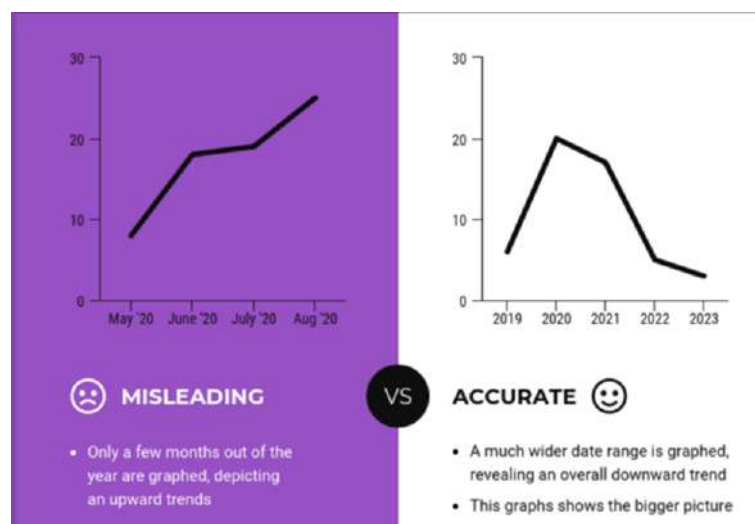 30
20
10
0
May '20 June '20 July '20 Aug '20
30
20
10
0
2019 2020 2021 2022 2023
MISLEADING
VS
ACCURATE
• Only a few months out of the
year are graphed, depicting
an upward trends
• A much wider date range is graphed,
revealing an overall downward trend
• This graphs shows the bigger picture